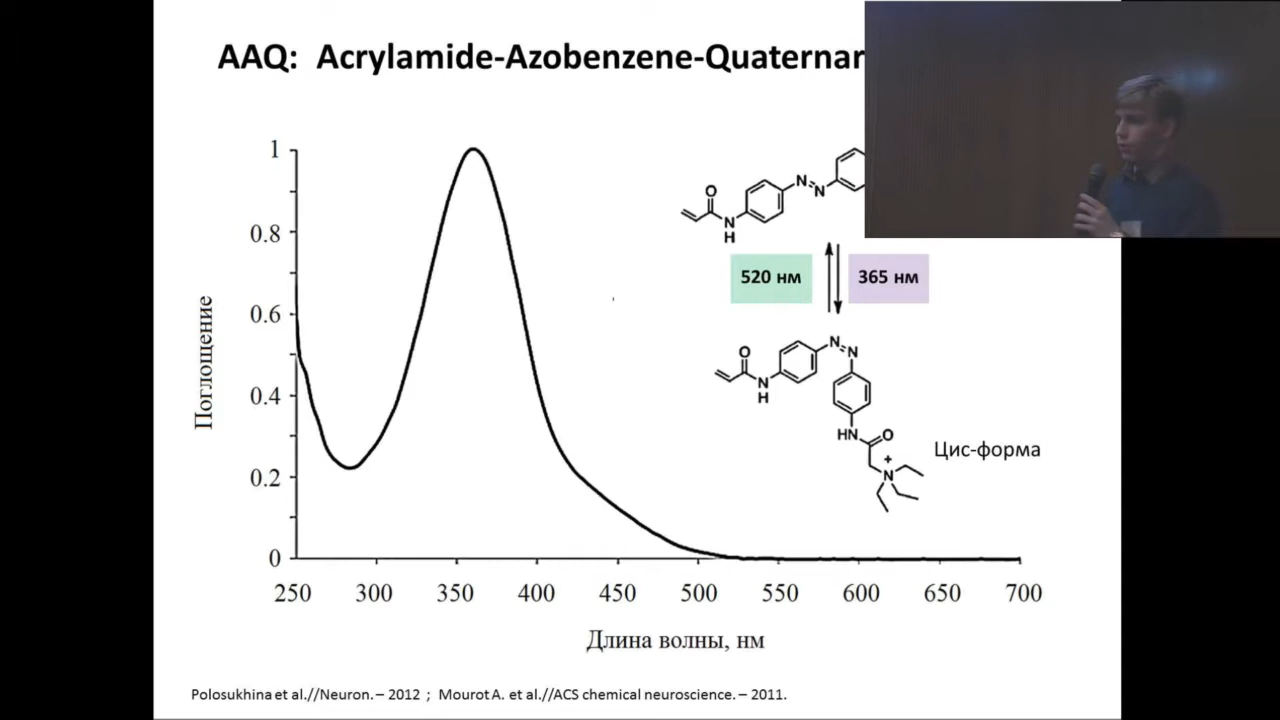 AAQ: Acrylamide-Azobenzene-Quaternar
1
0.8
0.6
0.4
0.2
0
Поглощение
250 300 350 400 450 500 550 600 650 700
Длина волны, нм
O
N
N
N
H
520 нм
365 нм
O
N
N
N
H
HN
O
+
N
Цис-форма
Polosukhina et al.//Neuron. – 2012 ; Mourot A. et al.//ACS chemical neuroscience. – 2011.